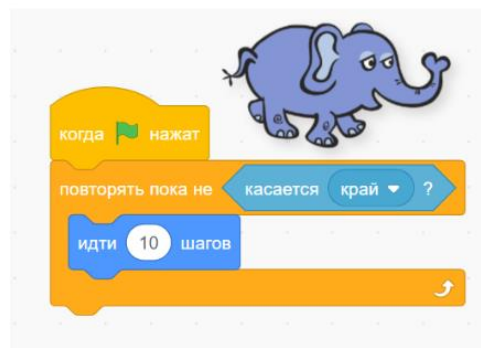 когда нажат
повторять пока не касается край ?
идти 10 шагов